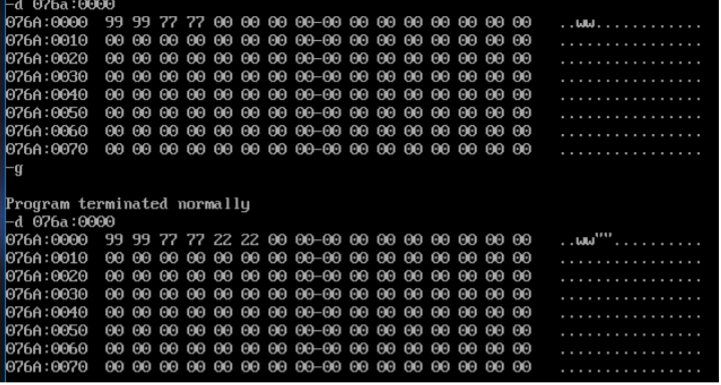 -d 076a:0000
076A:0000  99 99 77 77 00 00 00 00-00 00 00 00 00 00 00 00   ..ww............
076A:0010  00 00 00 00 00 00 00 00-00 00 00 00 00 00 00 00   ................
076A:0020  00 00 00 00 00 00 00 00-00 00 00 00 00 00 00 00   ................
076A:0030  00 00 00 00 00 00 00 00-00 00 00 00 00 00 00 00   ................
076A:0040  00 00 00 00 00 00 00 00-00 00 00 00 00 00 00 00   ................
076A:0050  00 00 00 00 00 00 00 00-00 00 00 00 00 00 00 00   ................
076A:0060  00 00 00 00 00 00 00 00-00 00 00 00 00 00 00 00   ................
076A:0070  00 00 00 00 00 00 00 00-00 00 00 00 00 00 00 00   ................
-g
Program terminated normally
-d 076a:0000
076A:0000  99 99 77 77 22 22 00 00-00 00 00 00 00 00 00 00   ..ww""..........
076A:0010  00 00 00 00 00 00 00 00-00 00 00 00 00 00 00 00   ................
076A:0020  00 00 00 00 00 00 00 00-00 00 00 00 00 00 00 00   ................
076A:0030  00 00 00 00 00 00 00 00-00 00 00 00 00 00 00 00   ................
076A:0040  00 00 00 00 00 00 00 00-00 00 00 00 00 00 00 00   ................
076A:0050  00 00 00 00 00 00 00 00-00 00 00 00 00 00 00 00   ................
076A:0060  00 00 00 00 00 00 00 00-00 00 00 00 00 00 00 00   ................
076A:0070  00 00 00 00 00 00 00 00-00 00 00 00 00 00 00 00   ................